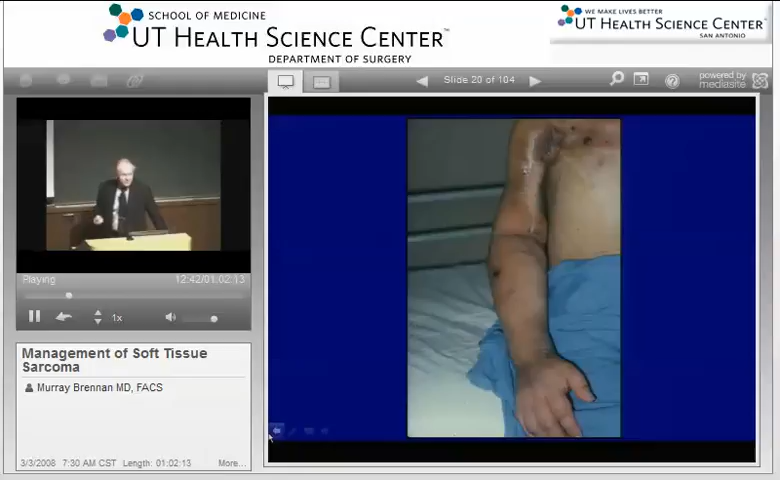 SCHOOL OF MEDICINE
UT HEALTH SCIENCE CENTER™
DEPARTMENT OF SURGERY
WE MAKE LIVES BETTER
UT HEALTH SCIENCE CENTER™
SAN ANTONIO
Slide 20 of 104
powered by
mediasite
Playing
12:42/01:02:13
1x
Management of Soft Tissue
Sarcoma
Murray Brennan MD, FACS
3/3/2008 7:30 AM CST Length: 01:02:13 More...